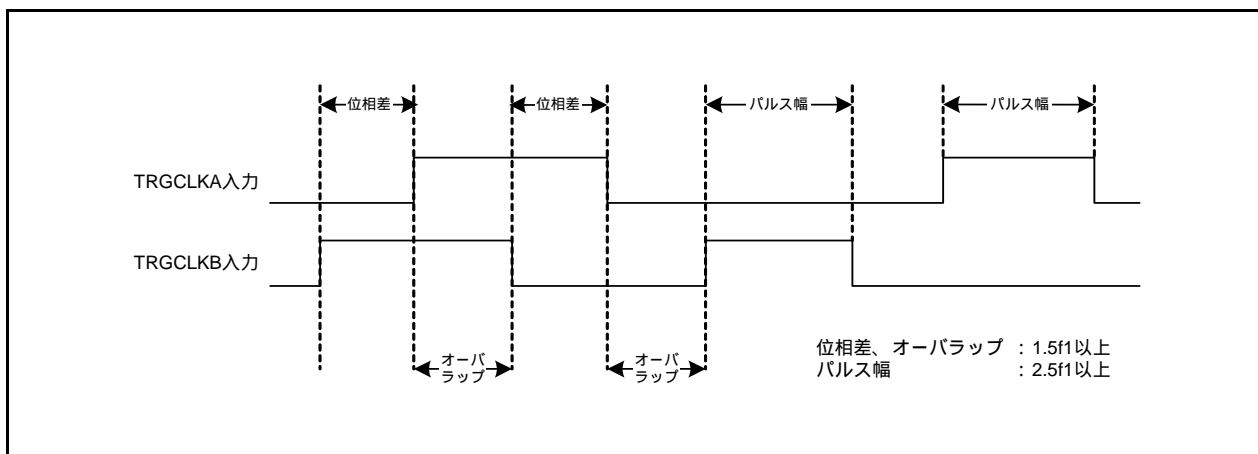 位相差
位相差
パルス幅
パルス幅
TRGCLKA入力
TRGCLKB入力
オーバ
ラップ
オーバ
ラップ
位相差、オーバラップ : 1.5f1以上
パルス幅 : 2.5f1以上